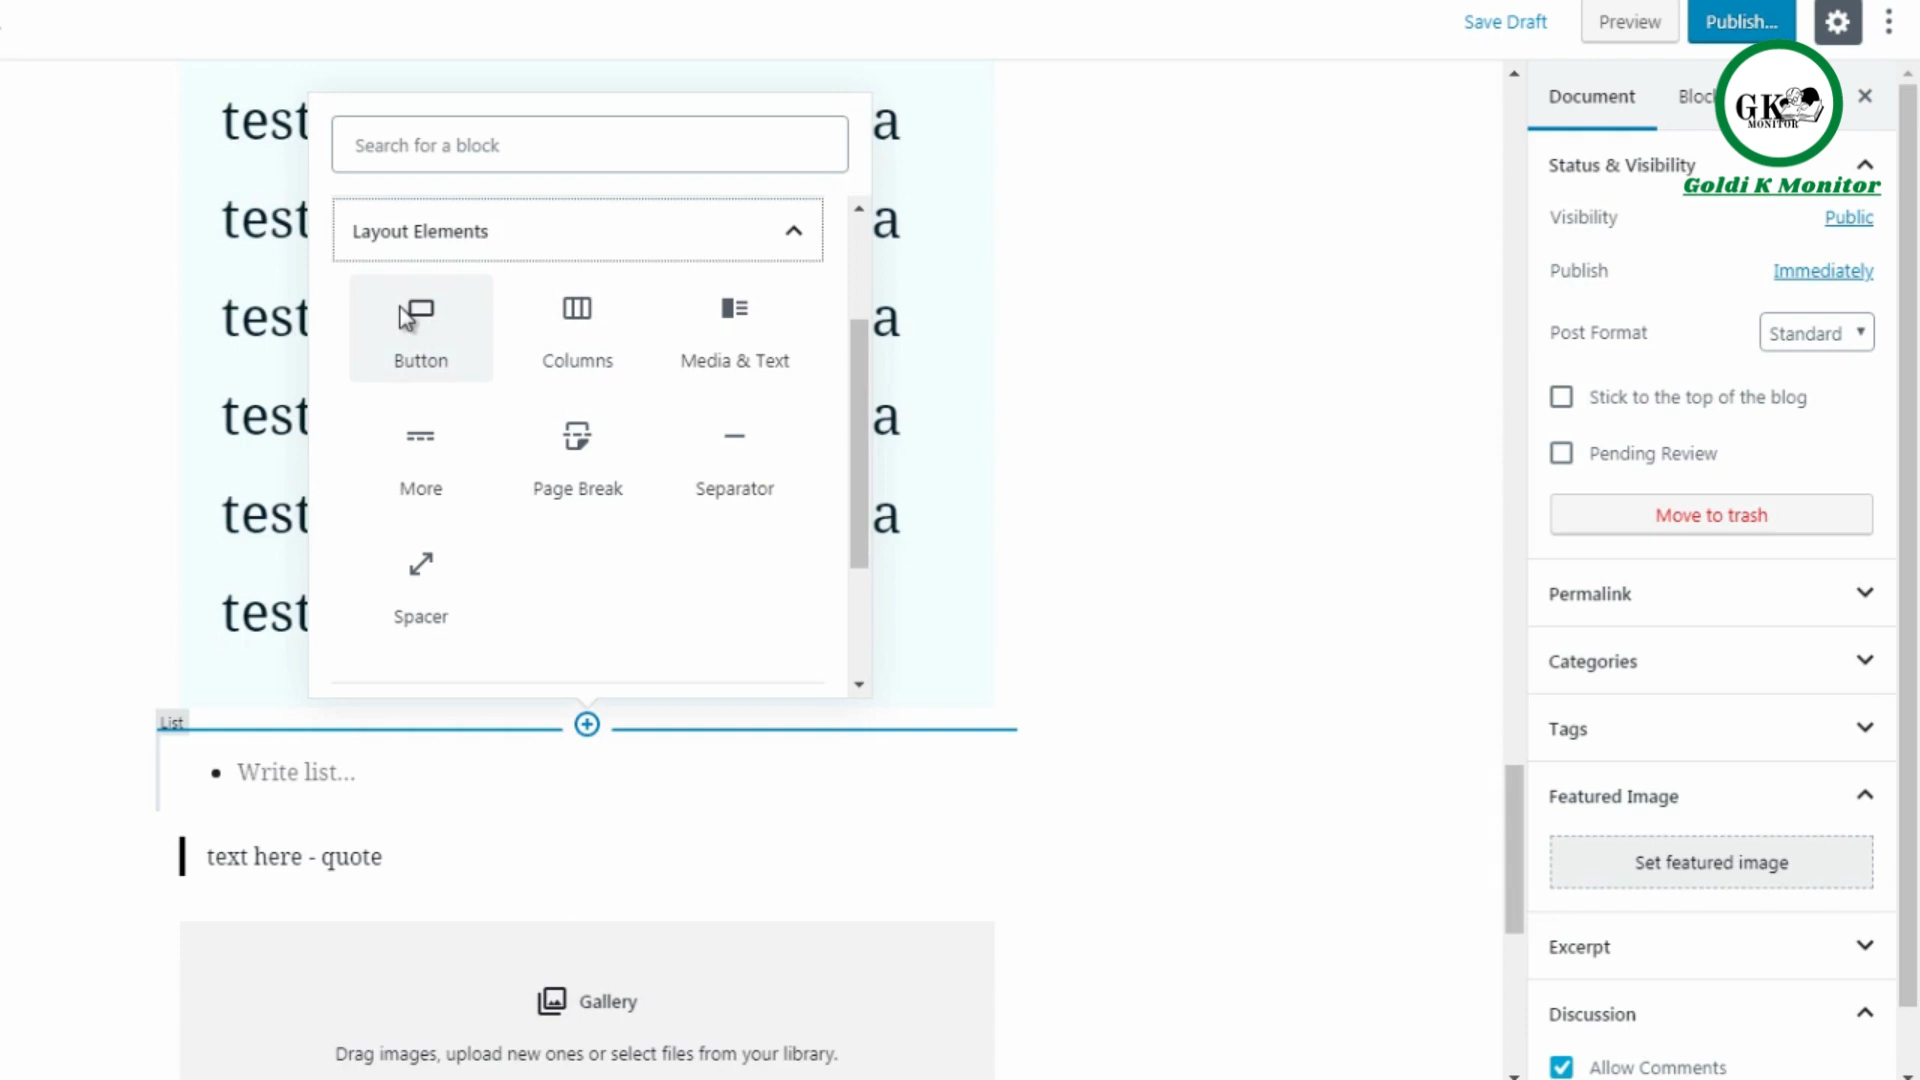 Save Draft
Preview
Publish...
GK
MONITOR
Goldi K Monitor
test
a
test
a
test
a
test
a
test
a
test
Search for a block
Layout Elements
Button
Columns
Media & Text
More
Page Break
Separator
Spacer
List
Write list...
text here - quote
Gallery
Drag images, upload new ones or select files from your library.
Document
Bloc
Status & Visibility
Visibility
Public
Publish
Immediately
Post Format
Standard
Stick to the top of the blog
Pending Review
Move to trash
Permalink
Categories
Tags
Featured Image
Set featured image
Excerpt
Discussion
Allow Comments